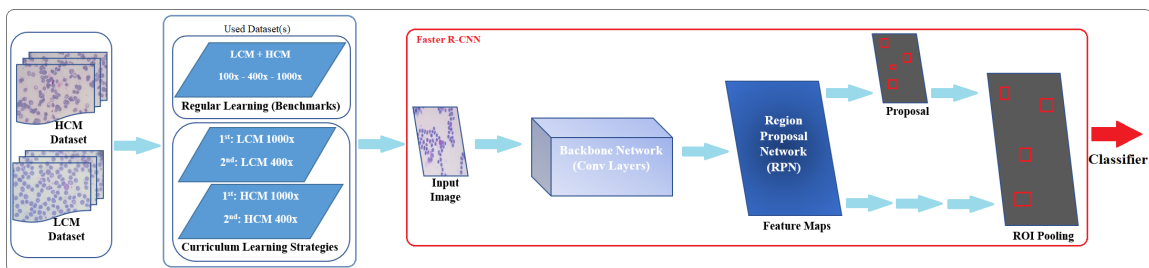 HCM
Dataset
LCM
Dataset
Used Dataset(s)
LCM + HCM
100x - 400x - 1000x
Regular Learning (Benchmarks)
1st: LCM 1000x
2nd: LCM 400x
1st: HCM 1000x
2nd: HCM 400x
Curriculum Learning Strategies
Faster R-CNN
Input
Image
Backbone Network
(Conv Layers)
Region
Proposal
Network
(RPN)
Feature Maps
Proposal
ROI Pooling
Classifier